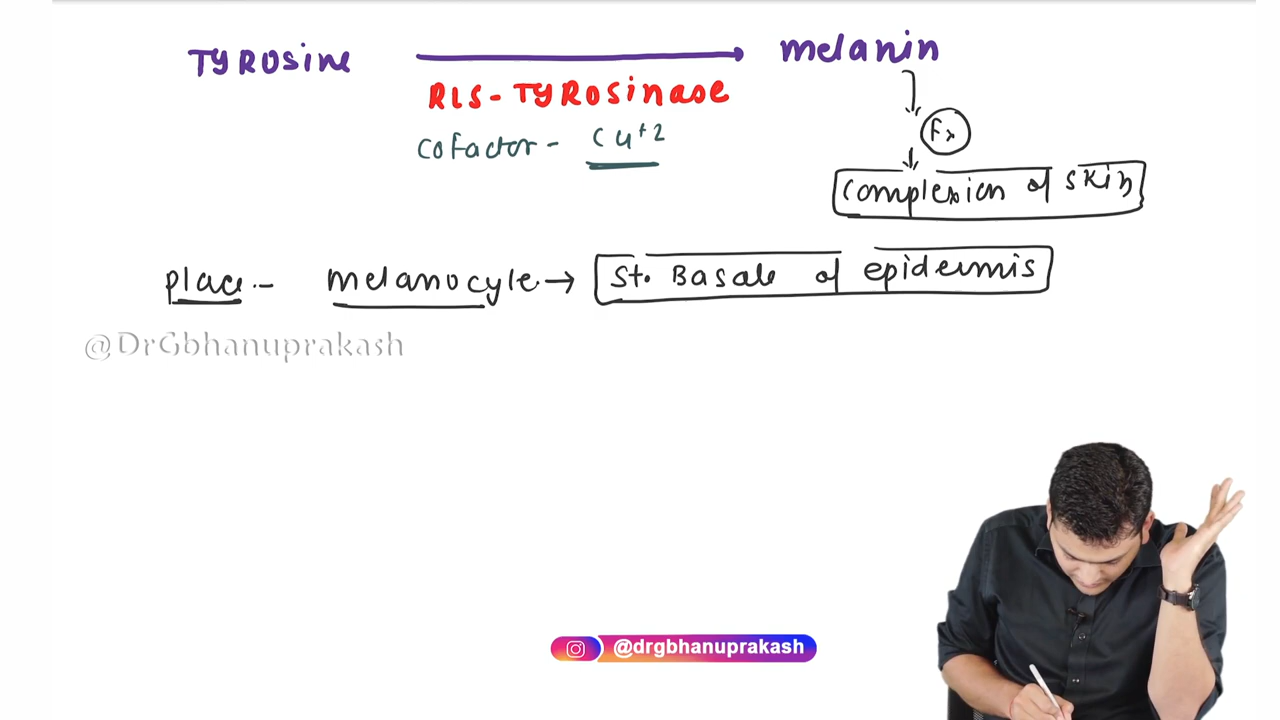 TYROSine melanin
RLS-TYROSinase
cofactor- Cu+2
Fx
complexion of skin
place:- melanocyte → St. Basale of epidermis
@DrGbhanuprakash
@drgbhanuprakash